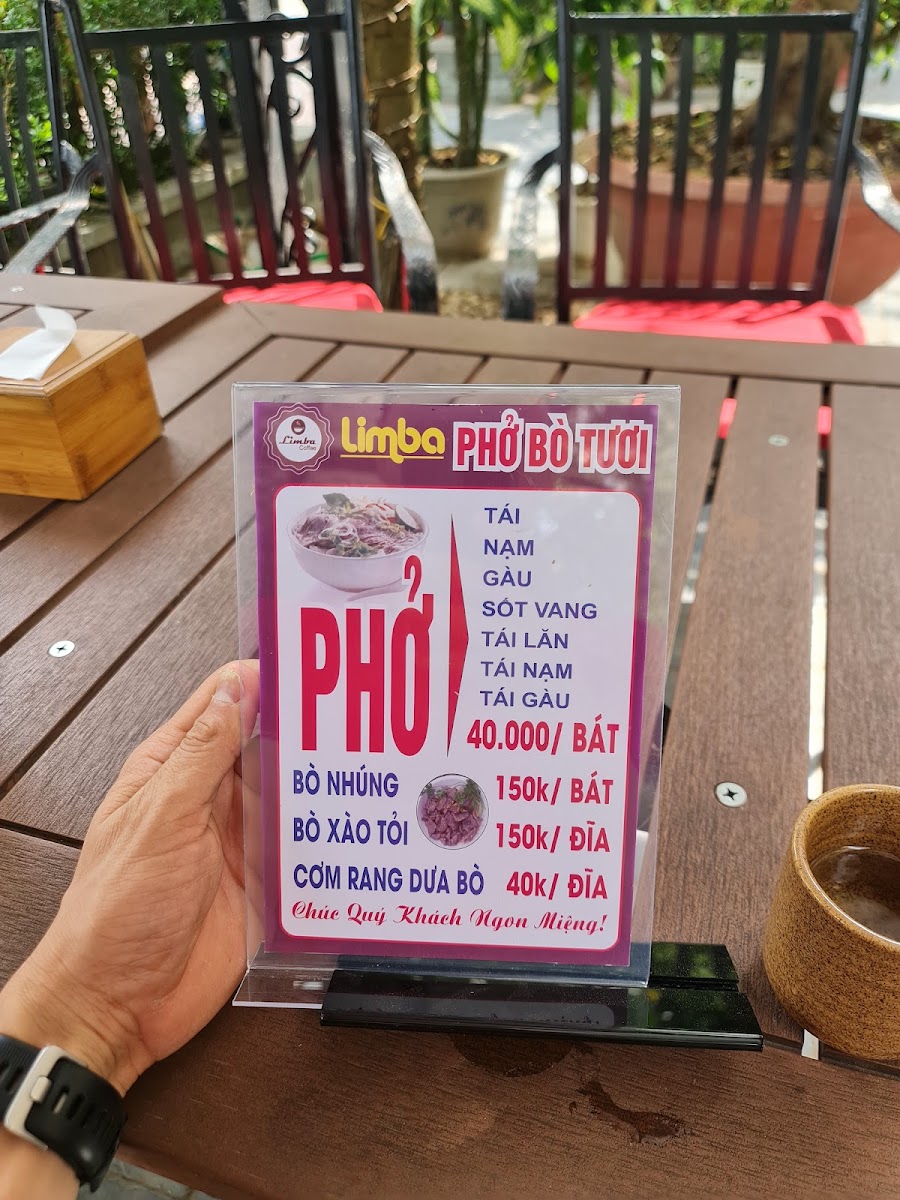 Limba
Coffee
Limba PHỞ BÒ TƯƠI
TÁI
NẠM
GÀU
SỐT VANG
TÁI LĂN
TÁI NẠM
TÁI GÀU
PHỞ
40.000/ BÁT
BÒ NHÚNG 150k/ BÁT
BÒ XÀO TỎI 150k/ ĐĨA
CƠM RANG DƯA BÒ 40k/ ĐĨA
Chúc Quý Khách Ngon Miệng!